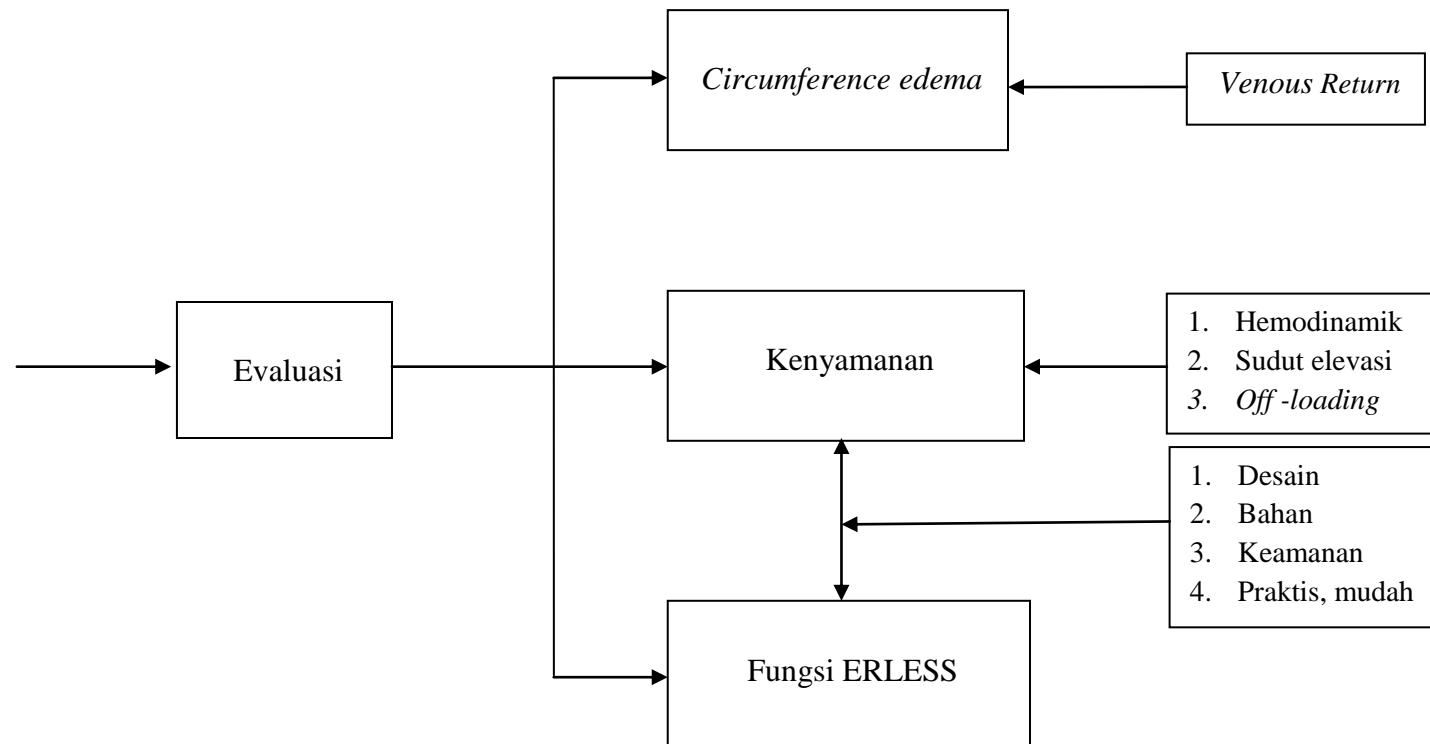 Circumference edema
Venous Return
Evaluasi
Kenyamanan
1. Hemodinamik
2. Sudut elevasi
3. Off -loading
1. Desain
2. Bahan
3. Keamanan
4. Praktis, mudah
Fungsi ERLESS